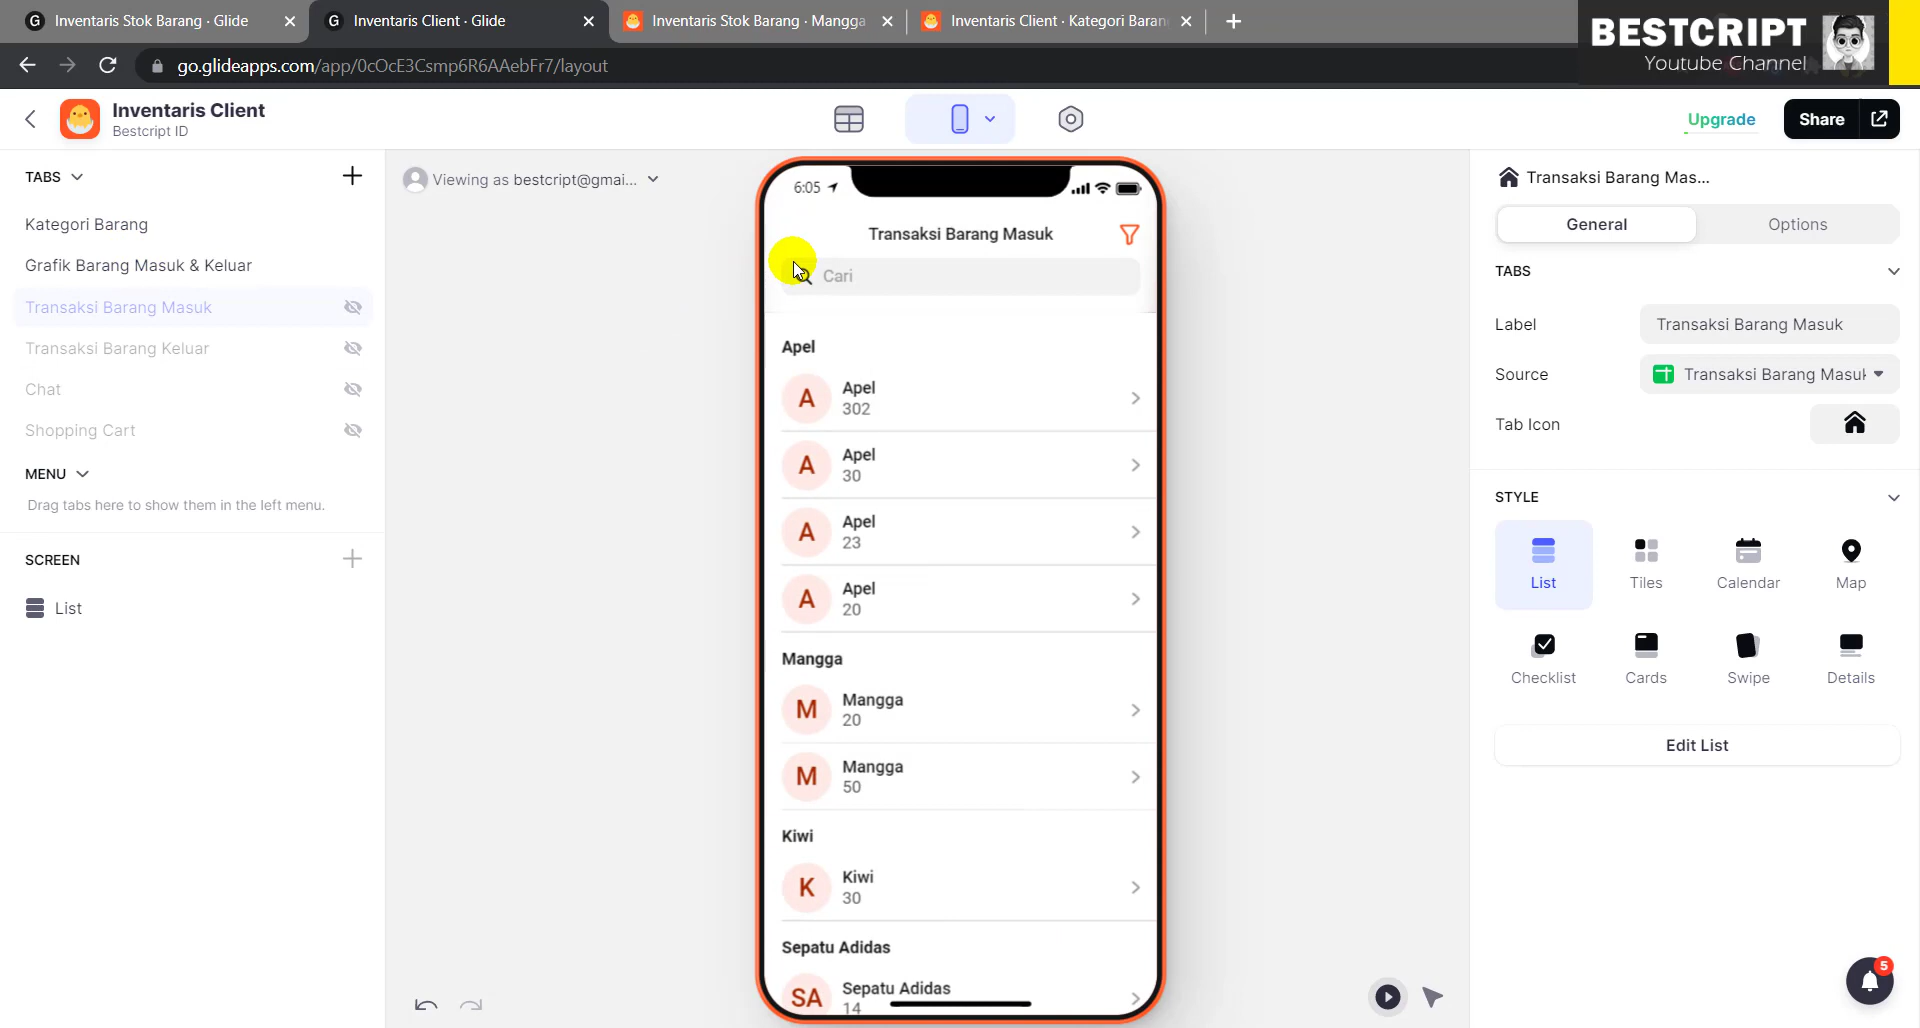 Inventaris Stok Barang · Glide
Inventaris Client · Glide
Inventaris Stok Barang · Mangga
Inventaris Client · Kategori Baran
BESTCRIPT
Youtube Channel
go.glideapps.com/app/0cOcE3Csmp6R6AAebFr7/layout
Inventaris Client
Bestcript ID
Upgrade
Share
TABS
Kategori Barang
Grafik Barang Masuk & Keluar
Transaksi Barang Masuk
Transaksi Barang Keluar
Chat
Shopping Cart
MENU
Drag tabs here to show them in the left menu.
SCREEN
List
Viewing as bestcript@gmai...
6:05
Transaksi Barang Masuk
Cari
Apel
A
Apel
302
A
Apel
30
A
Apel
23
A
Apel
20
Mangga
M
Mangga
20
M
Mangga
50
Kiwi
K
Kiwi
30
Sepatu Adidas
SA
Sepatu Adidas
14
Transaksi Barang Mas...
General
Options
TABS
Label
Transaksi Barang Masuk
Source
Transaksi Barang Masuk
Tab Icon
STYLE
List
Tiles
Calendar
Map
Checklist
Cards
Swipe
Details
Edit List
5